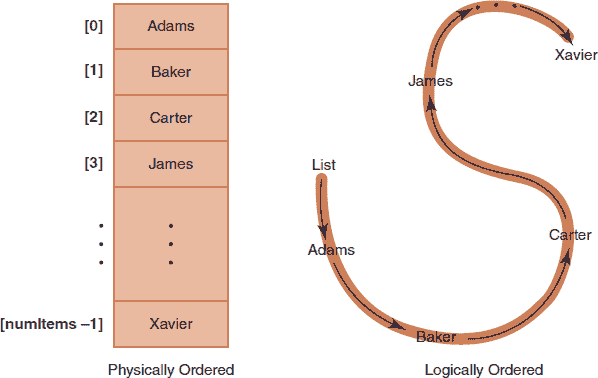 [0] Adams
[1] Baker
[2] Carter
[3] James
[numItems –1] Xavier
Physically Ordered
List
Adams
Baker
Carter
James
Xavier
Logically Ordered